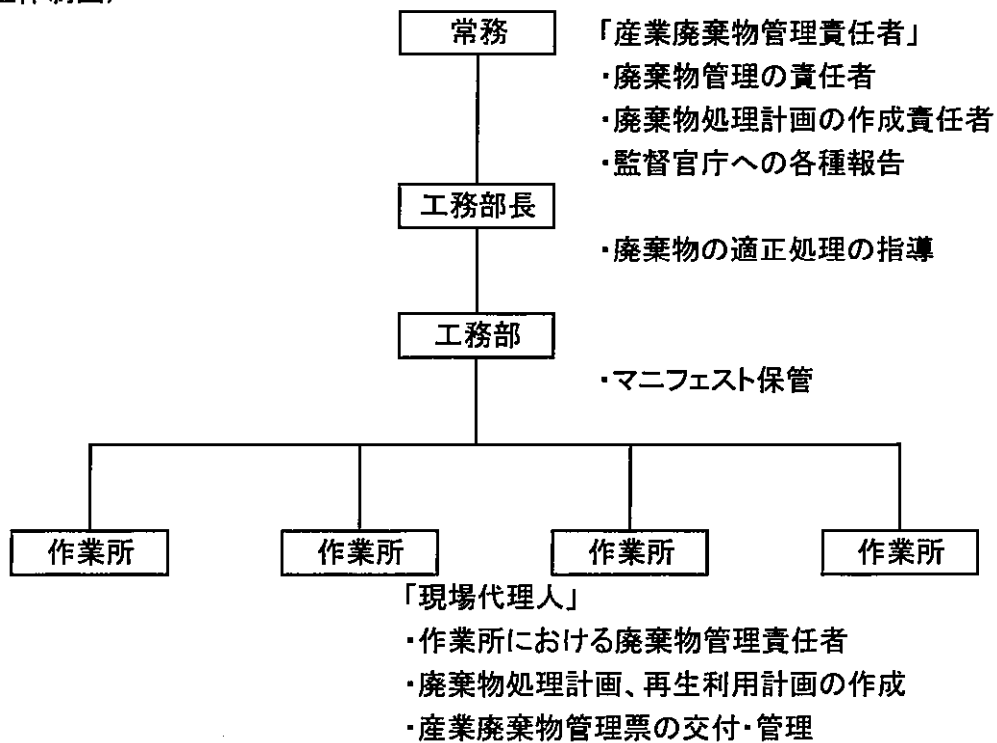 常務
「産業廃棄物管理責任者」
・廃棄物管理の責任者
・廃棄物処理計画の作成責任者
・監督官庁への各種報告
工務部長
・廃棄物の適正処理の指導
工務部
・マニフェスト保管
作業所 作業所 作業所 作業所
「現場代理人」
・作業所における廃棄物管理責任者
・廃棄物処理計画、再生利用計画の作成
・産業廃棄物管理票の交付・管理